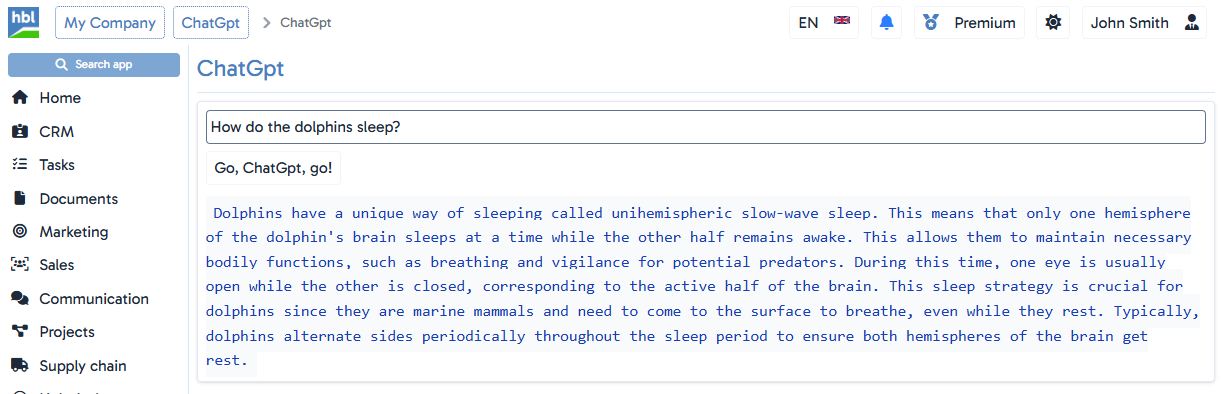 hbl
My Company
ChatGpt
ChatGpt
EN
Premium
John Smith
Search app
Home
CRM
Tasks
Documents
Marketing
Sales
Communication
Projects
Supply chain
ChatGpt
How do the dolphins sleep?
Go, ChatGpt, go!
Dolphins have a unique way of sleeping called unihemispheric slow-wave sleep. This means that only one hemisphere
of the dolphin's brain sleeps at a time while the other half remains awake. This allows them to maintain necessary
bodily functions, such as breathing and vigilance for potential predators. During this time, one eye is usually
open while the other is closed, corresponding to the active half of the brain. This sleep strategy is crucial for
dolphins since they are marine mammals and need to come to the surface to breathe, even while they rest. Typically,
dolphins alternate sides periodically throughout the sleep period to ensure both hemispheres of the brain get
rest.